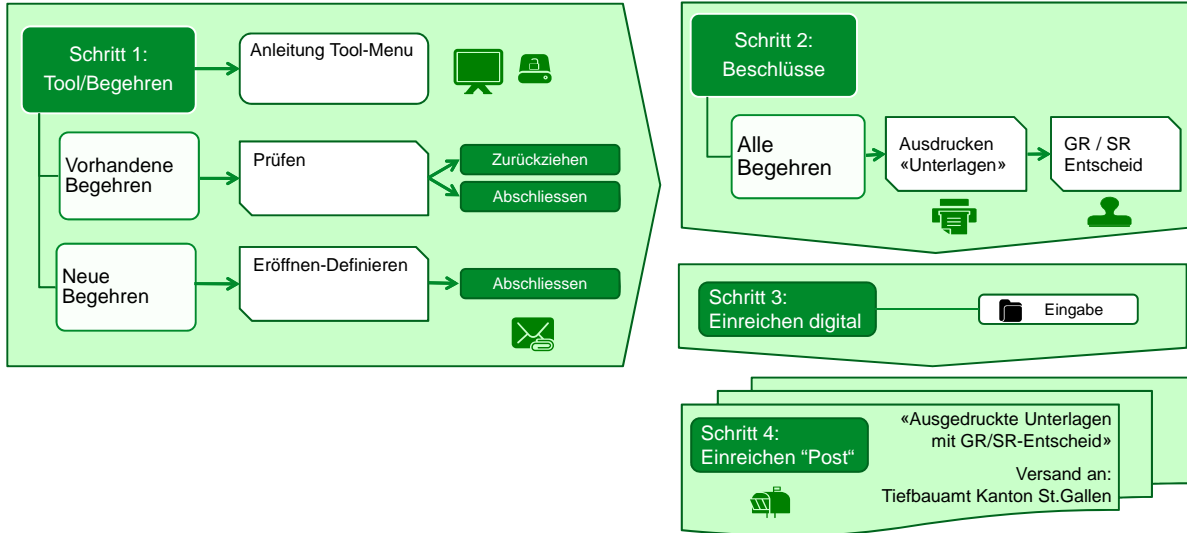 Schritt 1:
Tool/Begehren
Anleitung Tool-Menu
Vorhandene
Begehren
Prüfen
Zurückziehen
Abschliessen
Neue
Begehren
Eröffnen-Definieren
Abschliessen
Schritt 2:
Beschlüsse
Alle
Begehren
Ausdrucken
«Unterlagen»
GR / SR
Entscheid
Schritt 3:
Einreichen digital
Eingabe
Schritt 4:
Einreichen “Post“
«Ausgedruckte Unterlagen
mit GR/SR-Entscheid»
Versand an:
Tiefbauamt Kanton St.Gallen